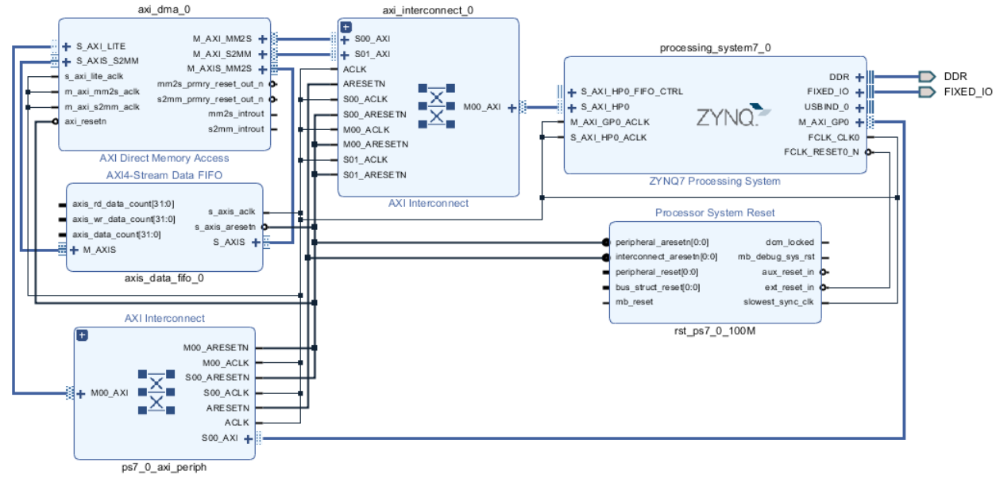 axi_dma_0
S_AXI_LITE
S_AXIS_S2MM
s_axi_lite_aclk
m_axi_mm2s_aclk
m_axi_s2mm_aclk
axi_resetn
M_AXI_MM2S
M_AXI_S2MM
M_AXIS_MM2S
mm2s_prmry_reset_out_n
s2mm_prmry_reset_out_n
mm2s_introut
s2mm_introut
AXI Direct Memory Access
axi_interconnect_0
S00_AXI
S01_AXI
ACLK
ARESETN
S00_ACLK
S00_ARESETN
M00_ACLK
M00_ARESETN
S01_ACLK
S01_ARESETN
M00_AXI
AXI Interconnect
processing_system7_0
S_AXI_HP0_FIFO_CTRL
S_AXI_HP0
M_AXI_GP0_ACLK
S_AXI_HP0_ACLK
ZYNQ
DDR
FIXED_IO
USBIND_0
M_AXI_GP0
FCLK_CLK0
FCLK_RESET0_N
ZYNQ7 Processing System
DDR
FIXED_IO
AXI4-Stream Data FIFO
axis_rd_data_count[31:0]
axis_wr_data_count[31:0]
axis_data_count[31:0]
M_AXIS
s_axis_aclk
s_axis_aresetn
S_AXIS
axis_data_fifo_0
Processor System Reset
peripheral_aresetn[0:0]
interconnect_aresetn[0:0]
peripheral_reset[0:0]
bus_struct_reset[0:0]
mb_reset
dcm_locked
mb_debug_sys_rst
aux_reset_in
ext_reset_in
slowest_sync_clk
rst_ps7_0_100M
AXI Interconnect
M00_AXI
M00_ARESETN
M00_ACLK
S00_ARESETN
S00_ACLK
ARESETN
ACLK
S00_AXI
ps7_0_axi_periph